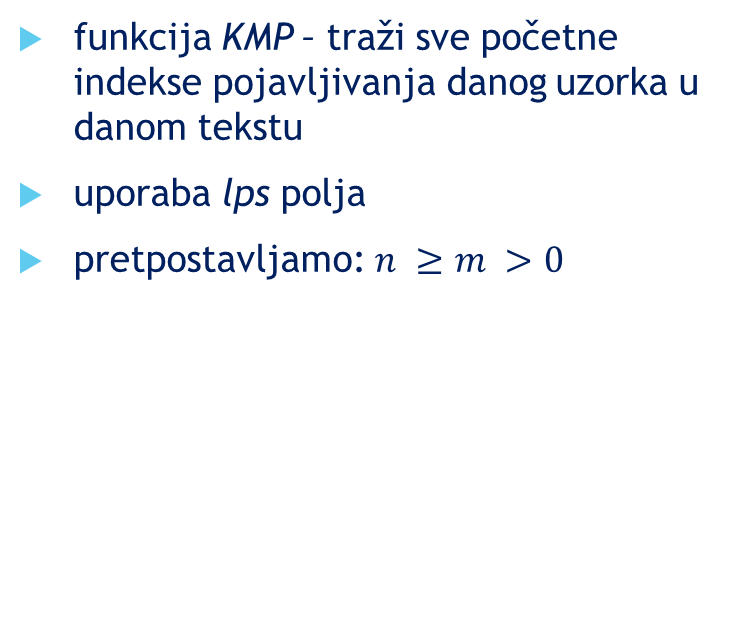 funkcija KMP – traži sve početne
indekse pojavljivanja danog uzorka u
danom tekstu
uporaba lps polja
pretpostavljamo: n ≥ m > 0